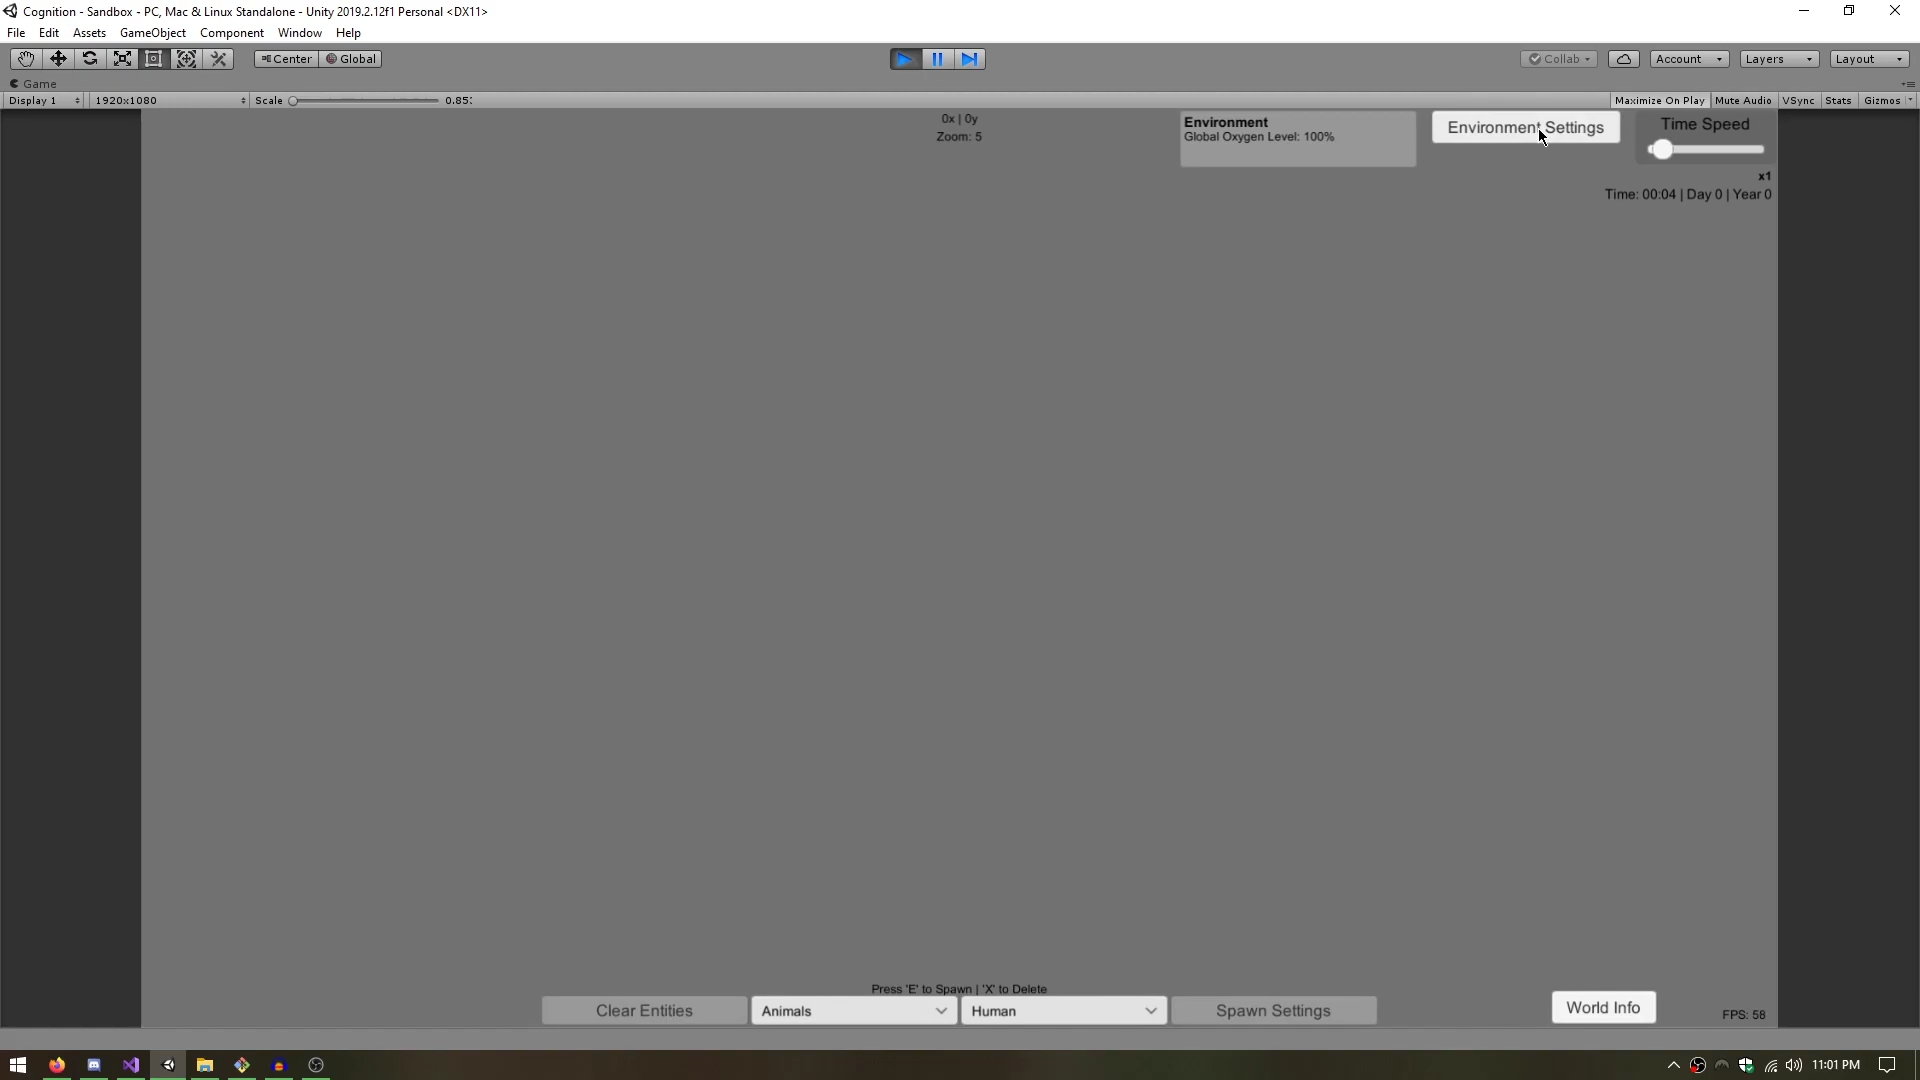 Cognition - Sandbox - PC, Mac & Linux Standalone - Unity 2019.2.12f1 Personal <DX11>
File Edit Assets GameObject Component Window Help
Center Global Collab Account Layers Layout
Game
Display 1 1920x1080 Scale 0.85: Maximize On Play Mute Audio VSync Stats Gizmos
0x | 0y
Zoom: 5
Environment
Global Oxygen Level: 100%
Environment Settings
Time Speed
x1
Time: 00:04 | Day 0 | Year 0
Press 'E' to Spawn | 'X' to Delete
Clear Entities Animals Human Spawn Settings
World Info
FPS: 58
11:01 PM